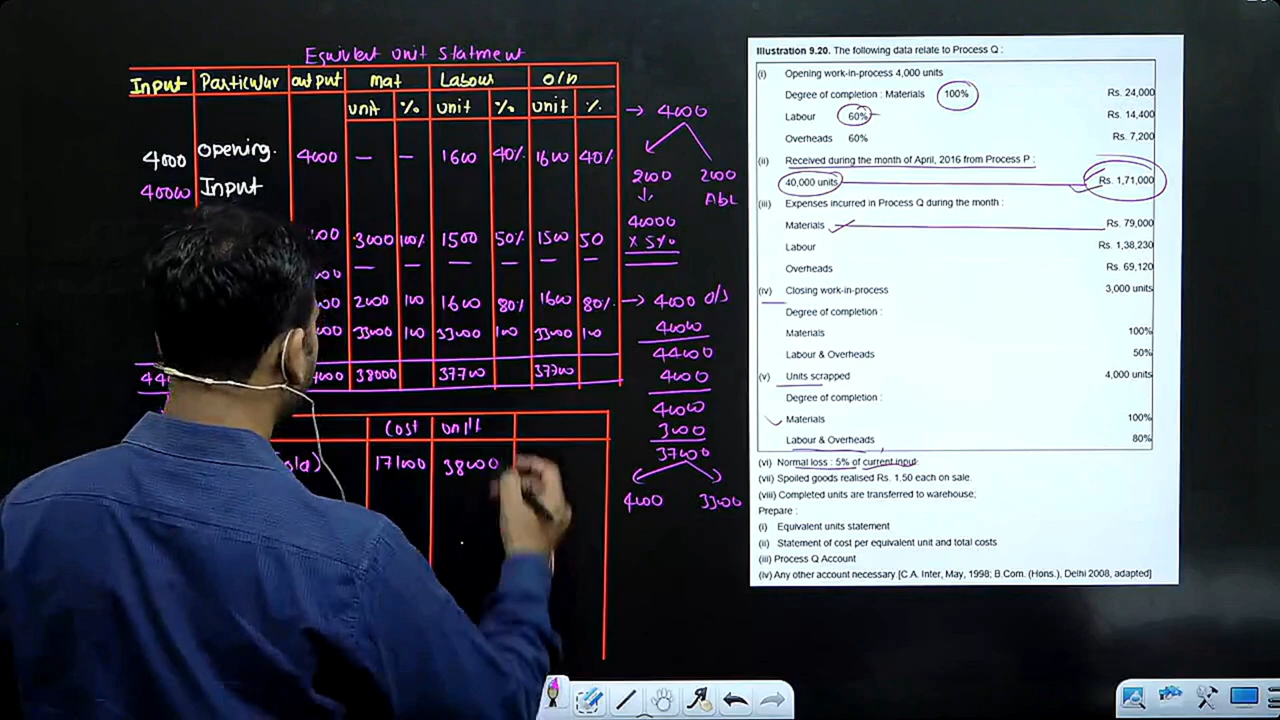 Equivlent unit Statment
Input Particular output mat Labour O/H
unit % unit % unit %
4000 Opening. 4000 — — 1600 40% 1600 40%
40000 Input
3000 100% 1500 50% 1500 50
— — — — — —
2000 100 1600 80% 1600 80%
33000 100 33000 100 33000 100
38000 37700 37700
Cost unit
171000 38000
→ 4000
2000 2000
Abl
40000
× 5%
→ 4000 O/S
40000
44000
4000
40000
3000
37000
4000 33000
Illustration 9.20. The following data relate to Process Q :
(i) Opening work-in-process 4,000 units
Degree of completion : Materials 100% Rs. 24,000
Labour 60% Rs. 14,400
Overheads 60% Rs. 7,200
(ii) Received during the month of April, 2016 from Process P :
40,000 units Rs. 1,71,000
(iii) Expenses incurred in Process Q during the month :
Materials Rs. 79,000
Labour Rs. 1,38,230
Overheads Rs. 69,120
(iv) Closing work-in-process 3,000 units
Degree of completion :
Materials 100%
Labour & Overheads 50%
(v) Units scrapped 4,000 units
Degree of completion :
Materials 100%
Labour & Overheads 80%
(vi) Normal loss : 5% of current input.
(vii) Spoiled goods realised Rs. 1.50 each on sale.
(viii) Completed units are transferred to warehouse;
Prepare :
(i) Equivalent units statement
(ii) Statement of cost per equivalent unit and total costs
(iii) Process Q Account
(iv) Any other account necessary [C.A. Inter, May, 1998; B.Com. (Hons.), Delhi 2008, adapted]